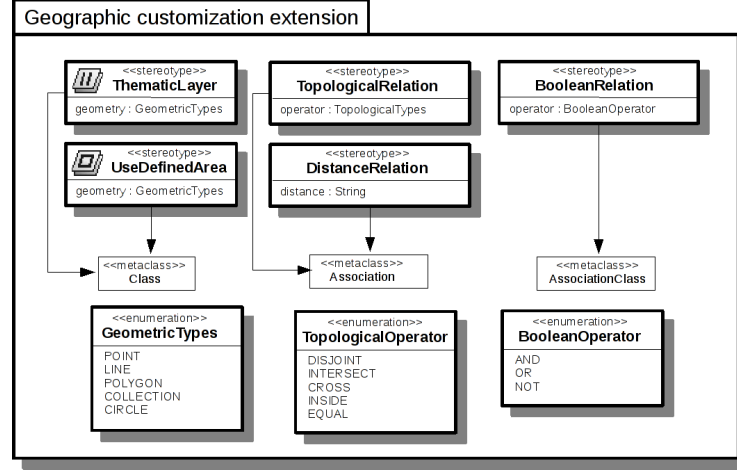 Geographic customization extension
<<stereotype>>
ThematicLayer
geometry : GeometricTypes
<<stereotype>>
TopologicalRelation
operator : TopologicalTypes
<<stereotype>>
BooleanRelation
operator : BooleanOperator
<<stereotype>>
UseDefinedArea
geometry : GeometricTypes
<<stereotype>>
DistanceRelation
distance : String
<<metaclass>>
Class
<<metaclass>>
Association
<<metaclass>>
AssociationClass
<<enumeration>>
GeometricTypes
POINT
LINE
POLYGON
COLLECTION
CIRCLE
<<enumeration>>
TopologicalOperator
DISJOINT
INTERSECT
CROSS
INSIDE
EQUAL
<<enumeration>>
BooleanOperator
AND
OR
NOT